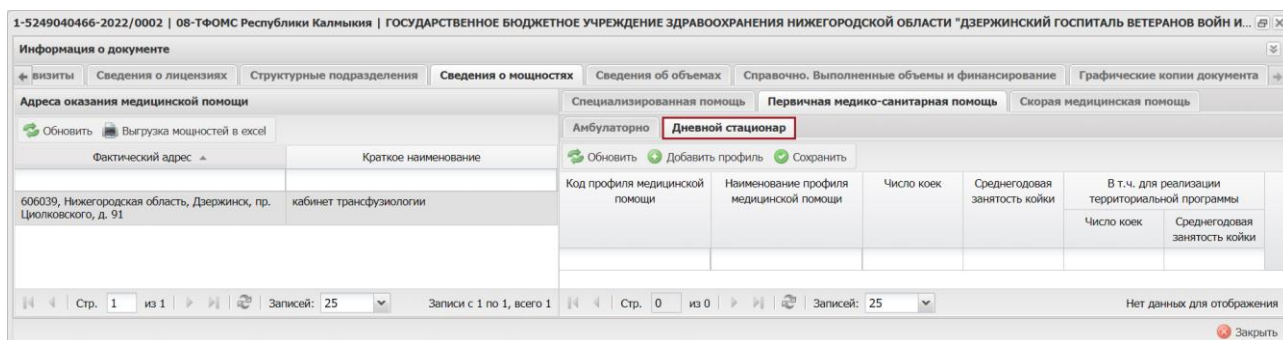 1-5249040466-2022/0002 | 08-ТФОМС Республики Калмыкия | ГОСУДАРСТВЕННОЕ БЮДЖЕТНОЕ УЧРЕЖДЕНИЕ ЗДРАВООХРАНЕНИЯ НИЖЕГОРОДСКОЙ ОБЛАСТИ "ДЗЕРЖИНСКИЙ ГОСПИТАЛЬ ВЕТЕРАНОВ ВОЙН И...
Информация о документе
визиты Сведения о лицензиях Структурные подразделения Сведения о мощностях Сведения об объемах Справочно. Выполненные объемы и финансирование Графические копии документа
Адреса оказания медицинской помощи
Обновить Выгрузка мощностей в excel
Фактический адрес Краткое наименование
606039, Нижегородская область, Дзержинск, пр. кабинет трансфузиологии
Циолковского, д. 91
Стр. 1 из 1 Записей: 25 Записи с 1 по 1, всего 1
Специализированная помощь Первичная медико-санитарная помощь Скорая медицинская помощь
Амбулаторно Дневной стационар
Обновить Добавить профиль Сохранить
Код профиля медицинской Наименование профиля Число коек Среднегодовая В т.ч. для реализации
помощи медицинской помощи занятость койки территориальной программы
Число коек Среднегодовая
занятость койки
Стр. 0 из 0 Записей: 25 Нет данных для отображения
Закрыть